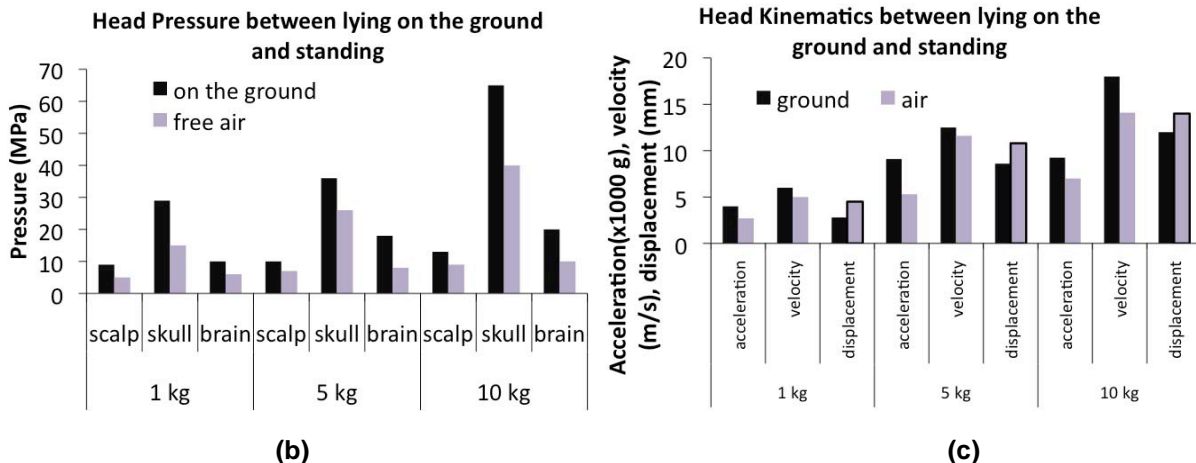 Head Pressure between lying on the ground
and standing
Pressure (MPa)
70
60
50
40
30
20
10
0
on the ground
free air
scalp skull brain scalp skull brain scalp skull brain
1 kg 5 kg 10 kg
(b)
Head Kinematics between lying on the
ground and standing
Acceleration(x1000 g), velocity
(m/s), displacement (mm)
20
15
10
5
0
ground air
acceleration velocity displacement acceleration velocity displacement acceleration velocity displacement
1 kg 5 kg 10 kg
(c)